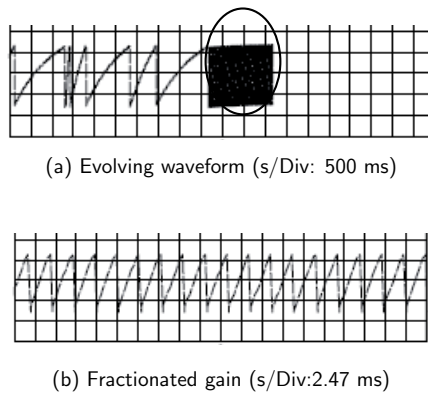 (a) Evolving waveform (s/Div: 500 ms)
(b) Fractionated gain (s/Div:2.47 ms)